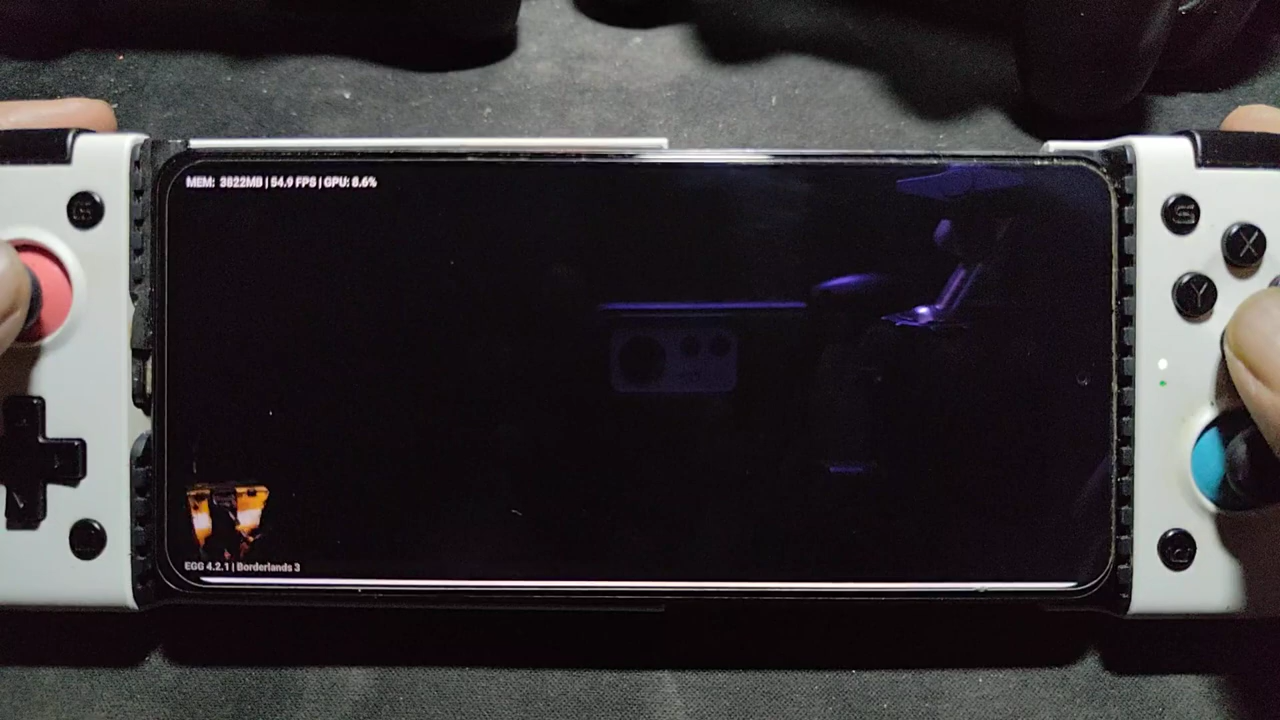 MEM: 3822MB | 54.9 FPS | GPU: 8.6%
X
Y
EGG 4.2.1 | Borderlands 3